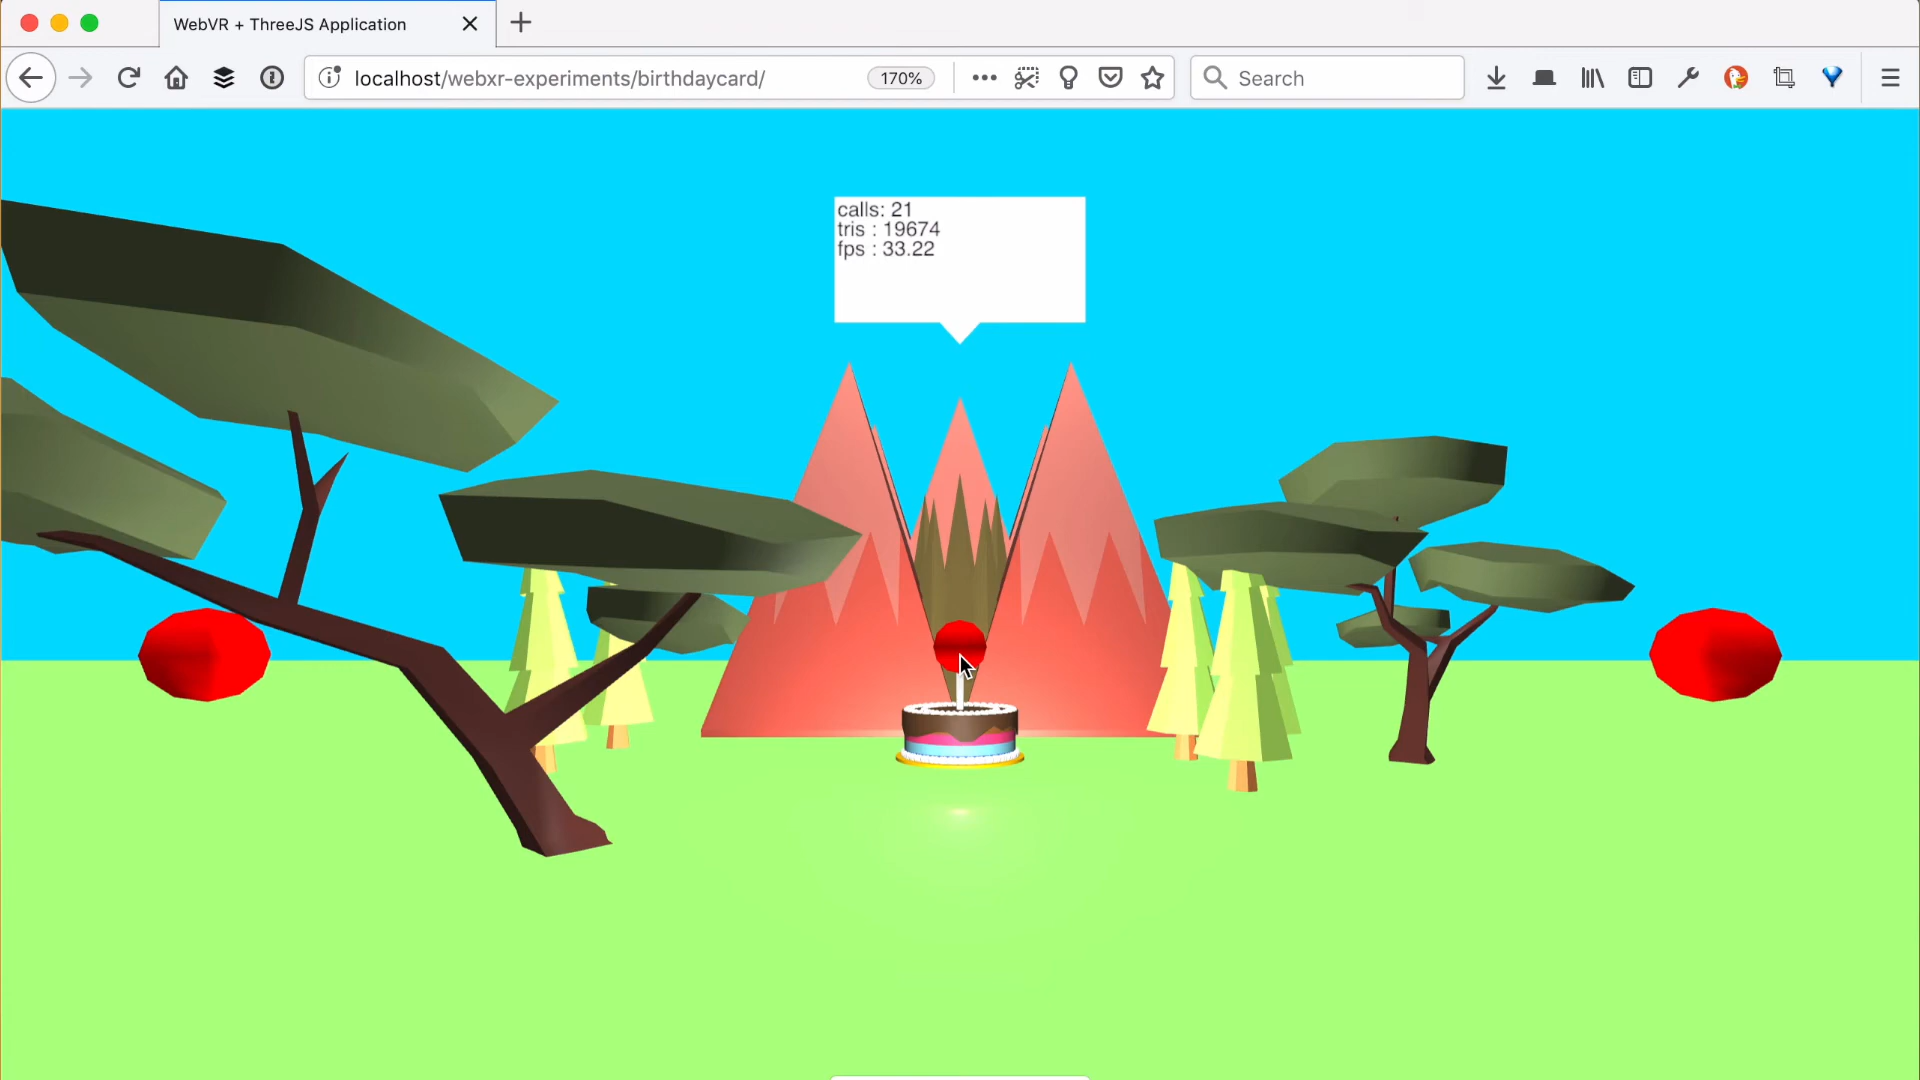 WebVR + ThreeJS Application
localhost/webxr-experiments/birthdaycard/
170%
Search
calls: 21
tris : 19674
fps : 33.22